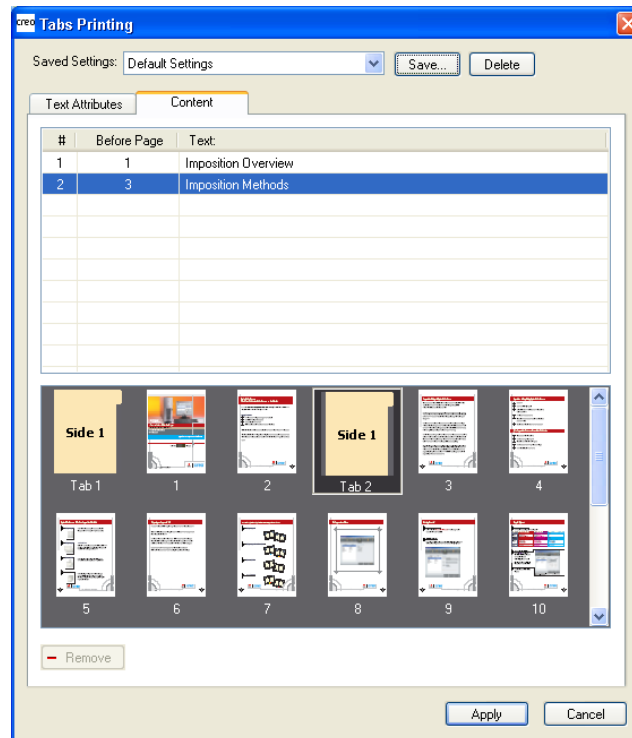 creo Tabs Printing
Saved Settings: Default Settings Save... Delete
Text Attributes Content
# Before Page Text:
1 1 Imposition Overview
2 3 Imposition Methods
Side 1 Side 1
Tab 1 1 2 Tab 2 3 4
5 6 7 8 9 10
Remove
Apply Cancel